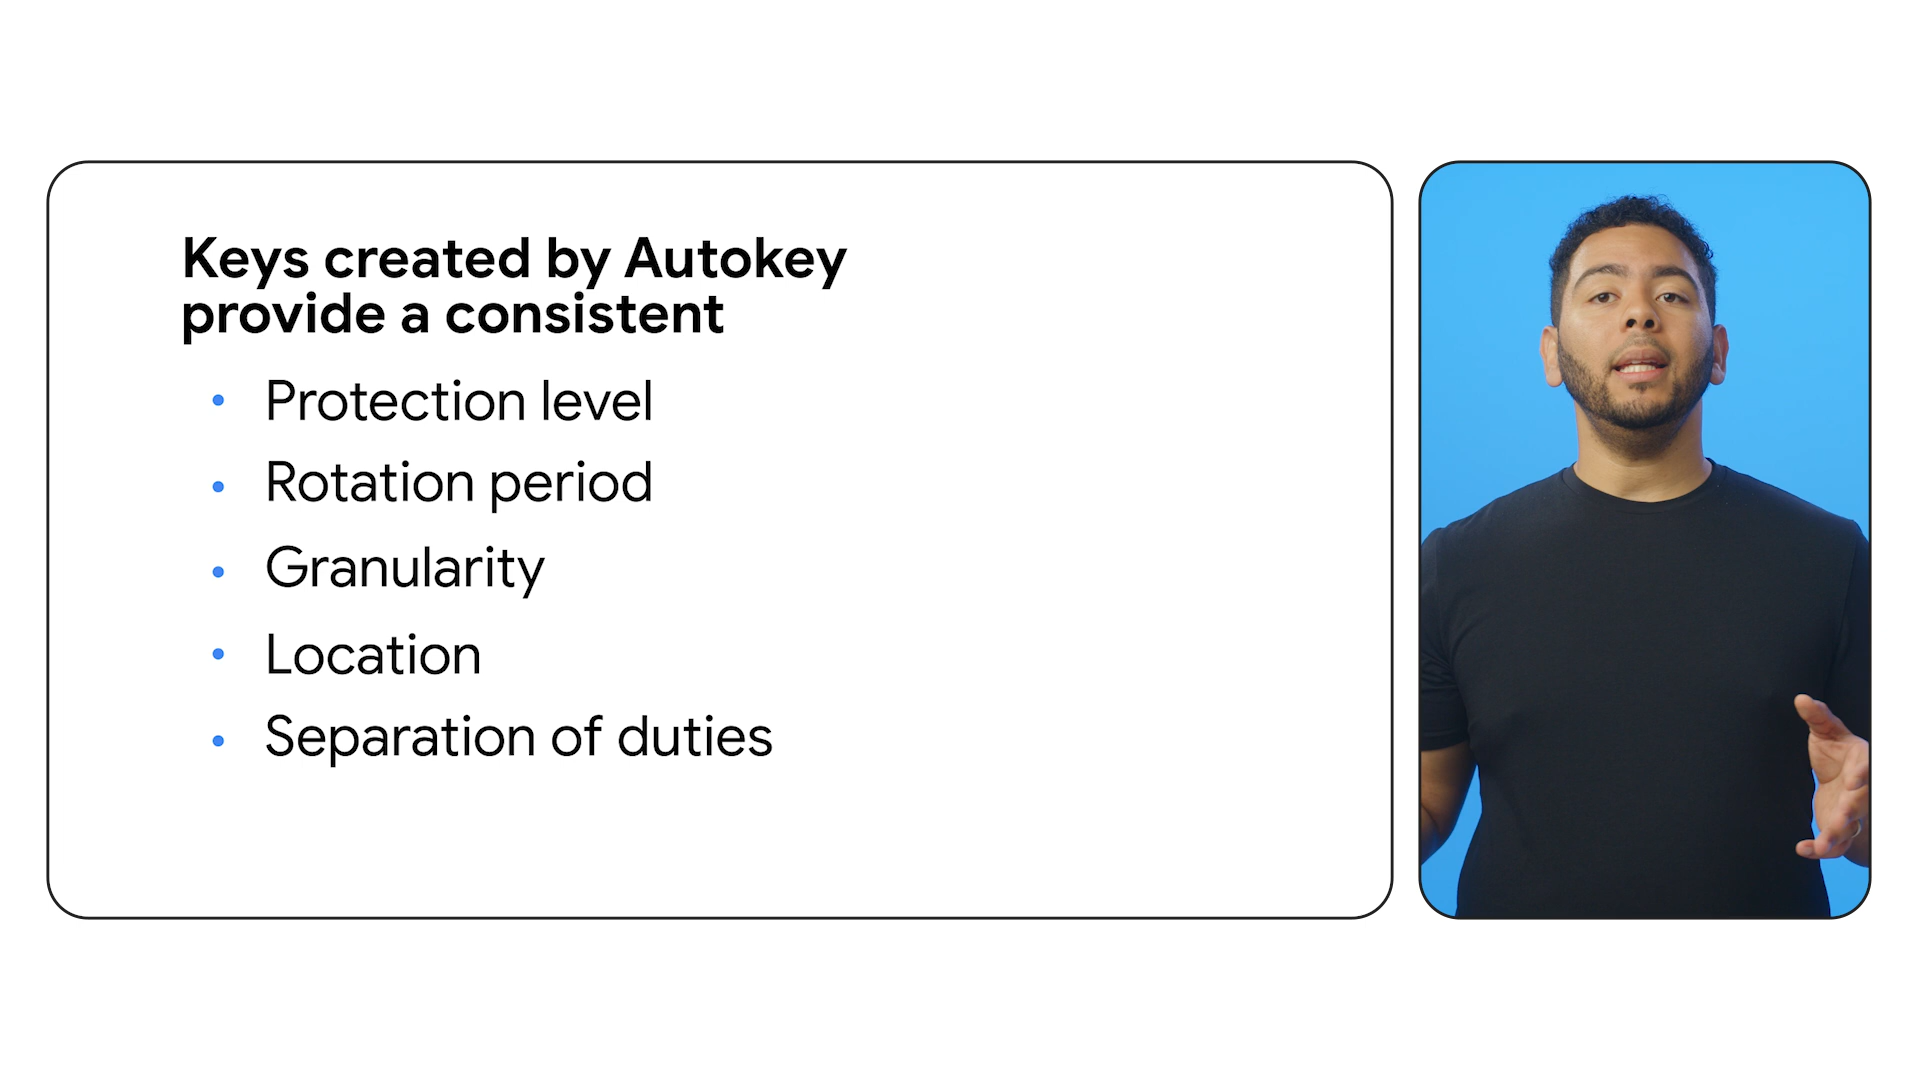 Keys created by Autokey
provide a consistent
Protection level
Rotation period
Granularity
Location
Separation of duties